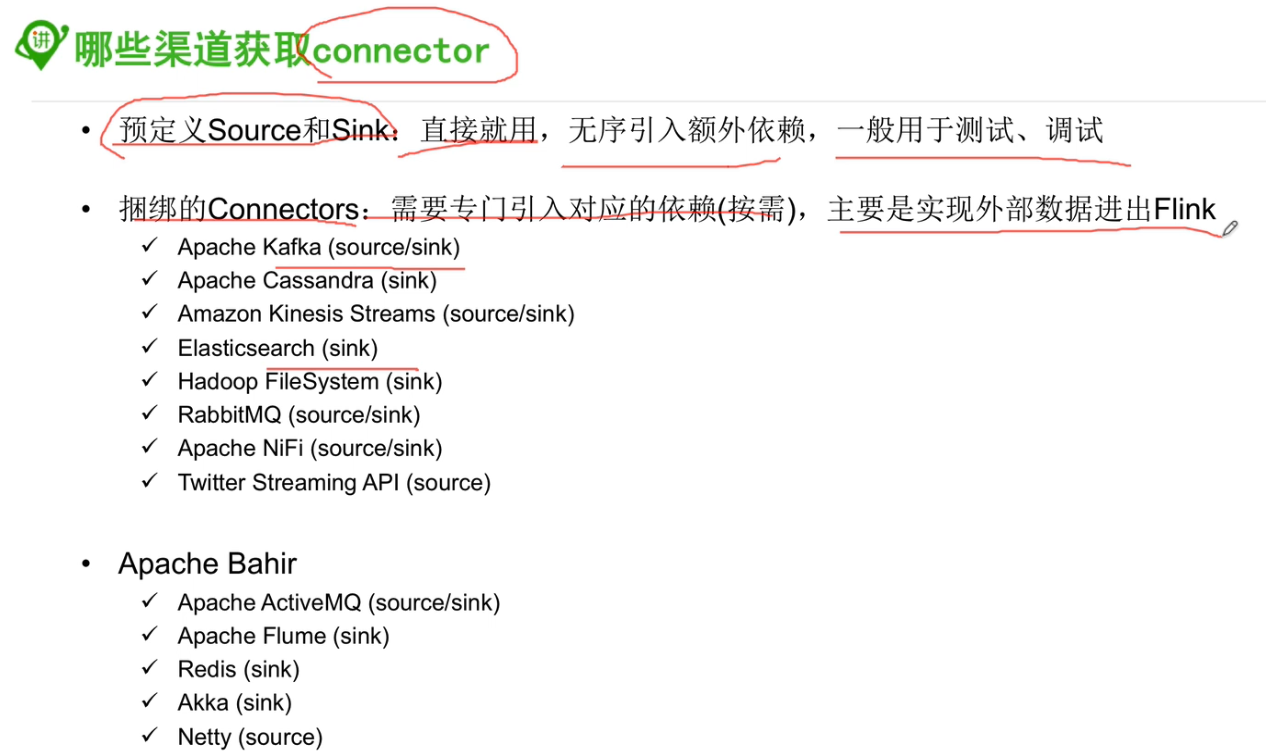 讲
哪些渠道获取connector
• 预定义Source和Sink：直接就用，无序引入额外依赖，一般用于测试、调试
• 捆绑的Connectors：需要专门引入对应的依赖(按需)，主要是实现外部数据进出Flink
✓ Apache Kafka (source/sink)
✓ Apache Cassandra (sink)
✓ Amazon Kinesis Streams (source/sink)
✓ Elasticsearch (sink)
✓ Hadoop FileSystem (sink)
✓ RabbitMQ (source/sink)
✓ Apache NiFi (source/sink)
✓ Twitter Streaming API (source)
• Apache Bahir
✓ Apache ActiveMQ (source/sink)
✓ Apache Flume (sink)
✓ Redis (sink)
✓ Akka (sink)
✓ Netty (source)